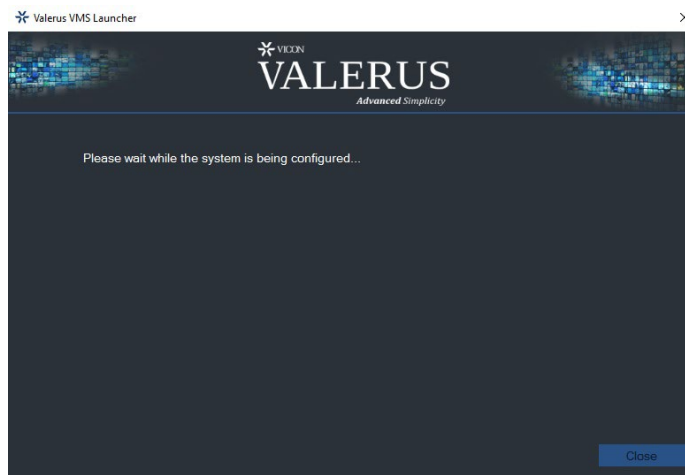 Valerus VMS Launcher
VICON
VALERUS
Advanced Simplicity
Please wait while the system is being configured...
Close